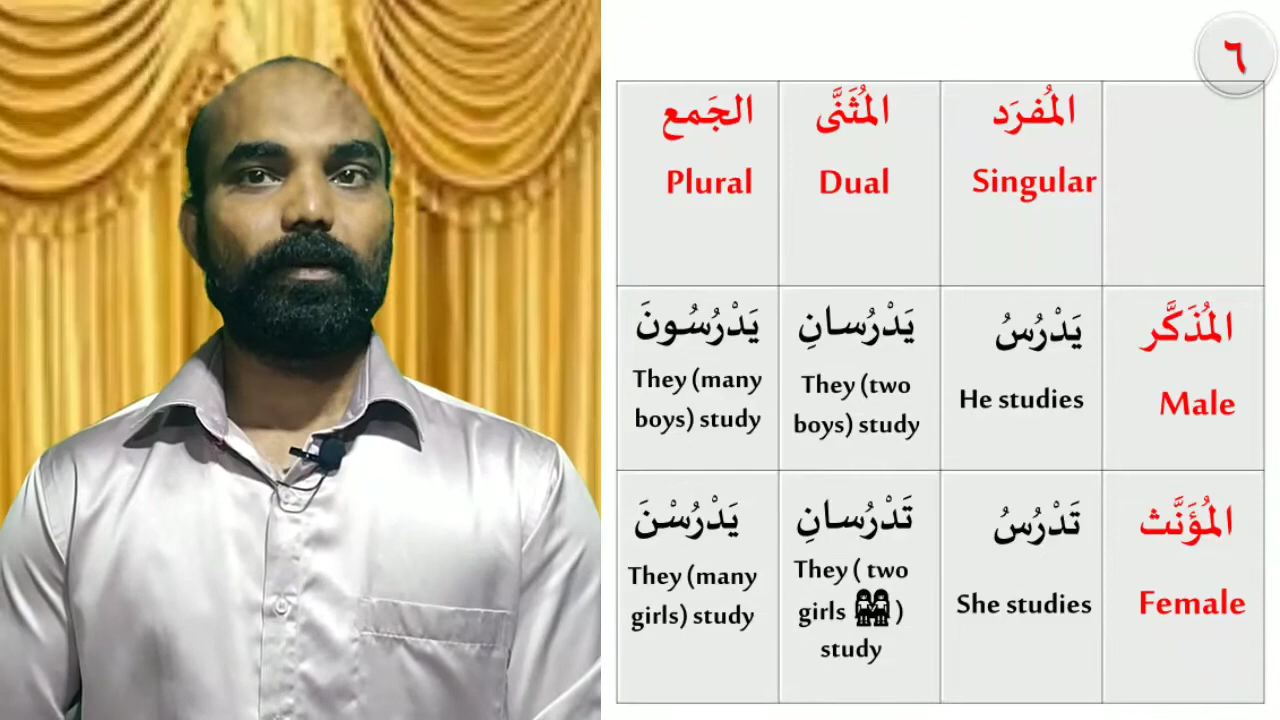 ٦
المُفرَد
Singular
المُثَنَّى
Dual
الجَمع
Plural
المُذَكَّر
Male
يَدْرُسُ
He studies
يَدْرُسانِ
They (two
boys) study
يَدْرُسُونَ
They (many
boys) study
المُؤَنَّث
Female
تَدْرُسُ
She studies
تَدْرُسانِ
They ( two
girls )
study
يَدْرُسْنَ
They (many
girls) study